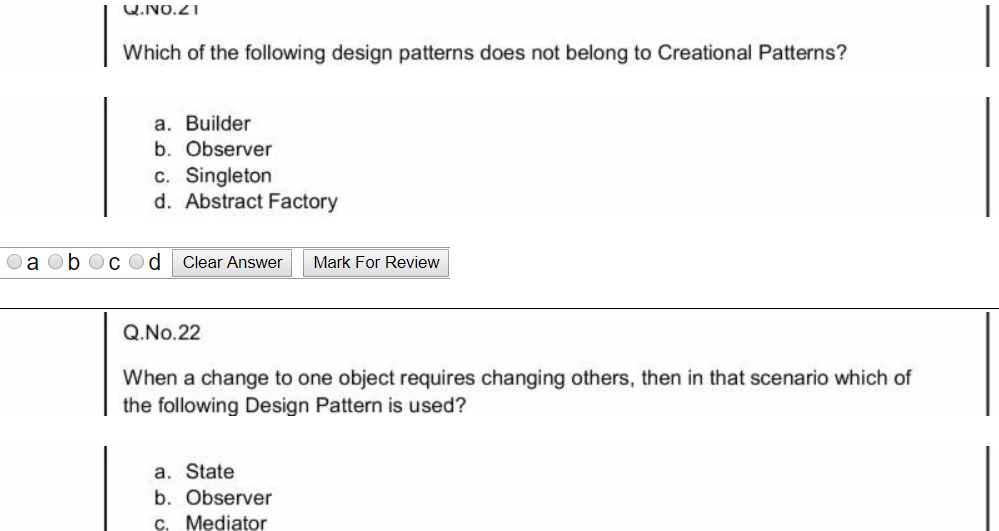 Q.No.21
Which of the following design patterns does not belong to Creational Patterns?
a. Builder
b. Observer
c. Singleton
d. Abstract Factory
a b c d Clear Answer Mark For Review
Q.No.22
When a change to one object requires changing others, then in that scenario which of
the following Design Pattern is used?
a. State
b. Observer
c. Mediator